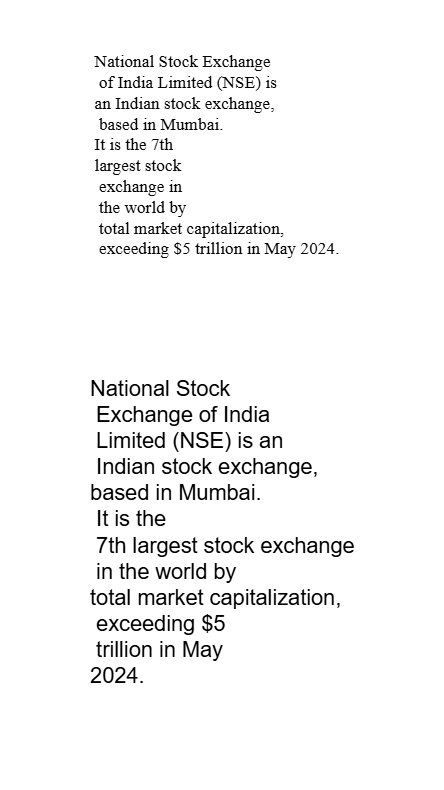 National Stock Exchange
of India Limited (NSE) is
an Indian stock exchange,
based in Mumbai.
It is the 7th
largest stock
exchange in
the world by
total market capitalization,
exceeding $5 trillion in May 2024.
National Stock
Exchange of India
Limited (NSE) is an
Indian stock exchange,
based in Mumbai.
It is the
7th largest stock exchange
in the world by
total market capitalization,
exceeding $5
trillion in May
2024.